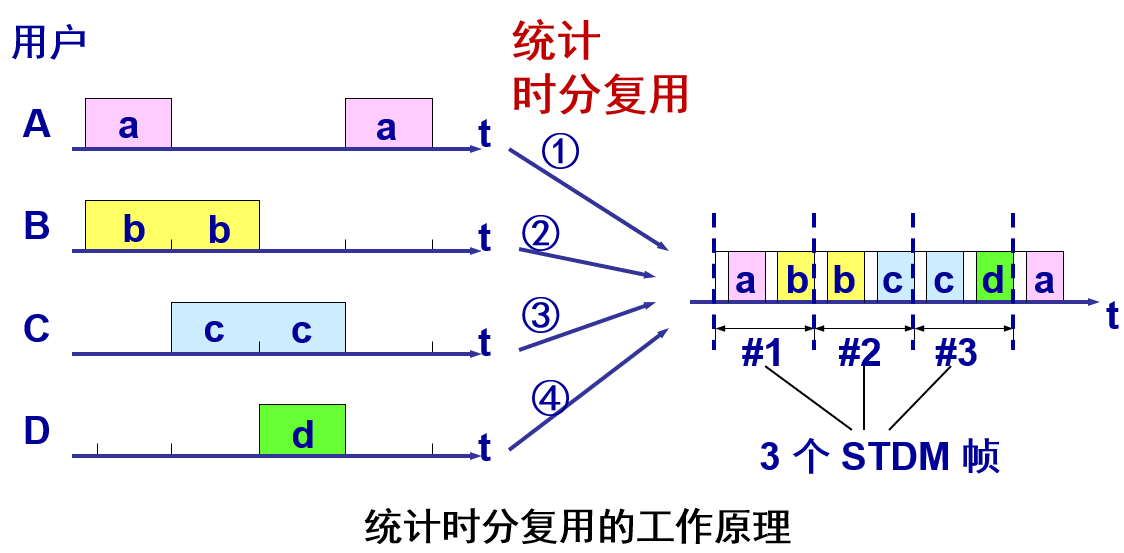 用户
统计
时分复用
A a a t
①
B b b t
②
a b b c c d a
C c c t
③
t
#1 #2 #3
D d t
④
3 个 STDM 帧
统计时分复用的工作原理